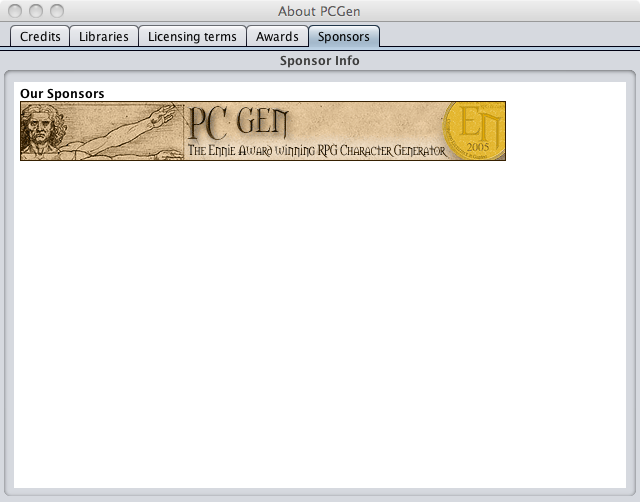 About PCGen
Credits
Libraries
Licensing terms
Awards
Sponsors
Sponsor Info
Our Sponsors
PC GEN
The Ennie Award Winning RPG Character Generator
EN
2005